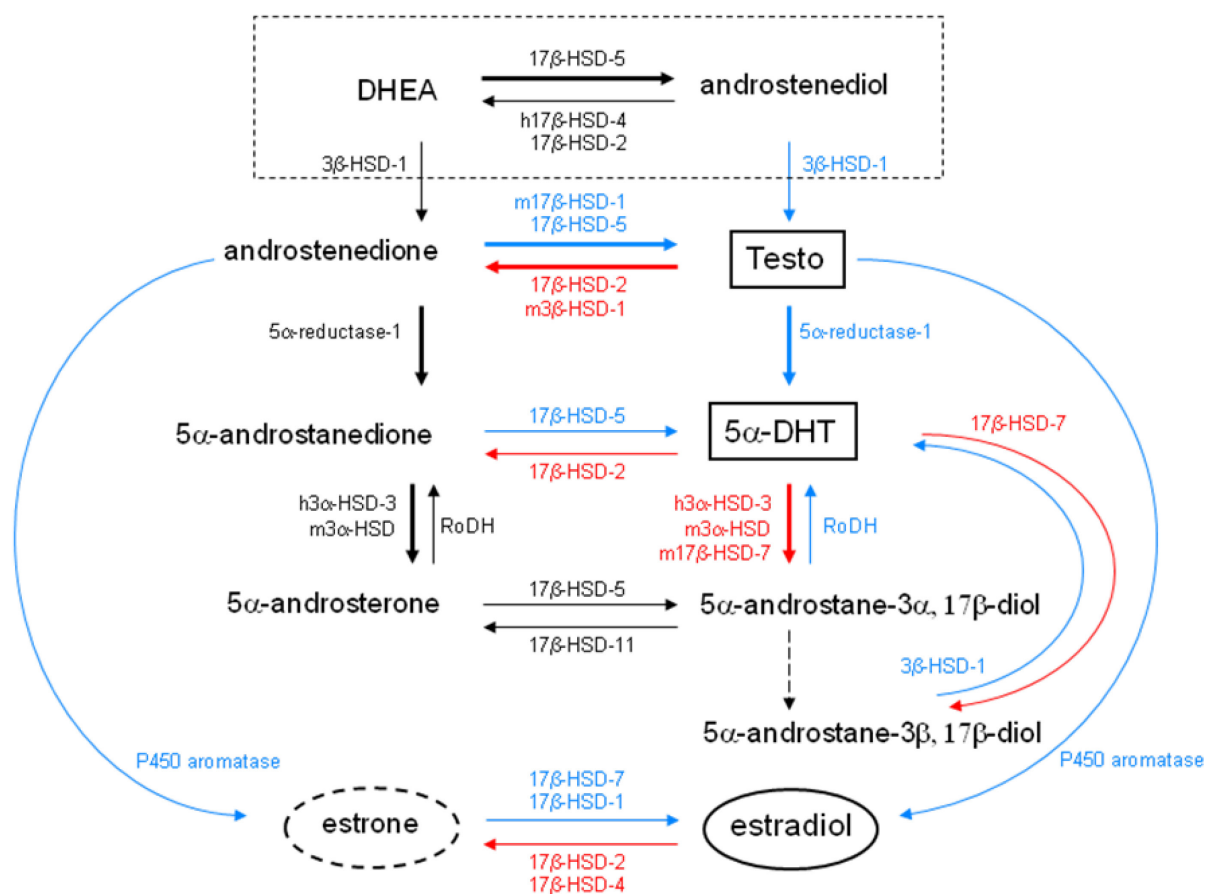 17β-HSD-5
DHEA
androstenediol
h17β-HSD-4
17β-HSD-2
3β-HSD-1
3β-HSD-1
m17β-HSD-1
17β-HSD-5
androstenedione
Testo
17β-HSD-2
m3β-HSD-1
5α-reductase-1
5α-reductase-1
17β-HSD-5
5α-androstanedione
5α-DHT
17β-HSD-7
17β-HSD-2
h3α-HSD-3
m3α-HSD
RoDH
h3α-HSD-3
m3α-HSD
m17β-HSD-7
RoDH
17β-HSD-5
5α-androsterone
5α-androstane-3α, 17β-diol
17β-HSD-11
3β-HSD-1
5α-androstane-3β, 17β-diol
P450 aromatase
P450 aromatase
17β-HSD-7
17β-HSD-1
estrone
estradiol
17β-HSD-2
17β-HSD-4